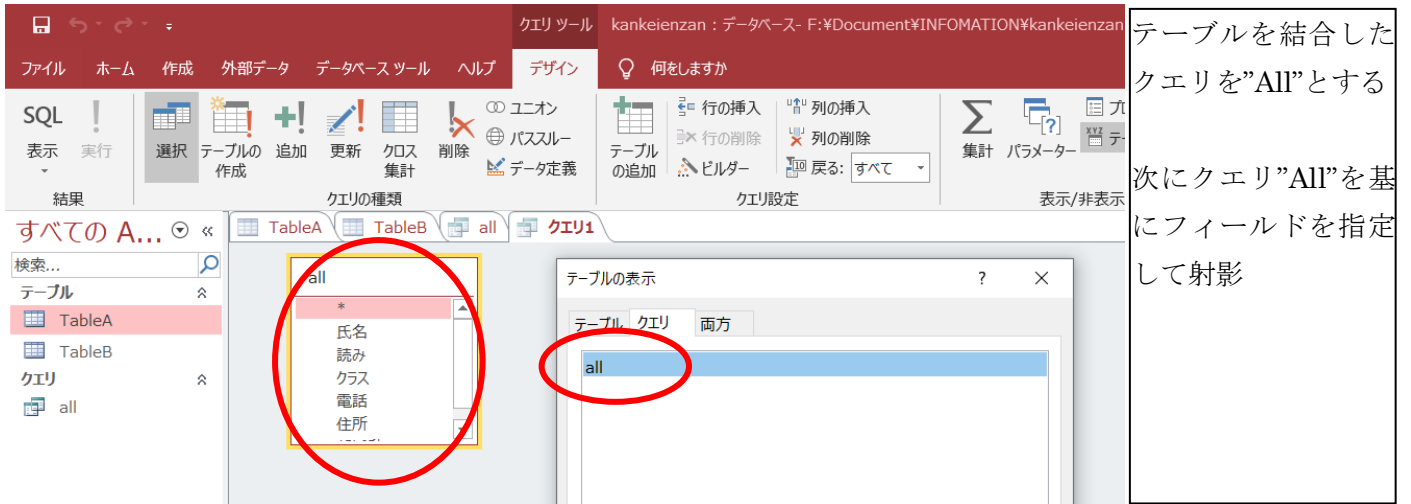 クエリ ツール
kankeienzan : データベース- F:¥Document¥INFOMATION¥kankeienzan
ファイル ホーム 作成 外部データ データベース ツール ヘルプ デザイン 何をしますか
SQL
表示
実行
結果
選択
テーブルの
作成
追加
更新
クロス
集計
削除
ユニオン
パススルー
データ定義
クエリの種類
テーブル
の追加
行の挿入
行の削除
ビルダー
列の挿入
列の削除
戻る: すべて
クエリ設定
集計
パラメーター
表示/非表示
すべての A...
検索...
テーブル
TableA
TableB
クエリ
all
TableA TableB all クエリ1
all
*
氏名
読み
クラス
電話
住所
テーブルの表示 ?
テーブル クエリ 両方
all
テーブルを結合した
クエリを”All”とする
次にクエリ”All”を基
にフィールドを指定
して射影